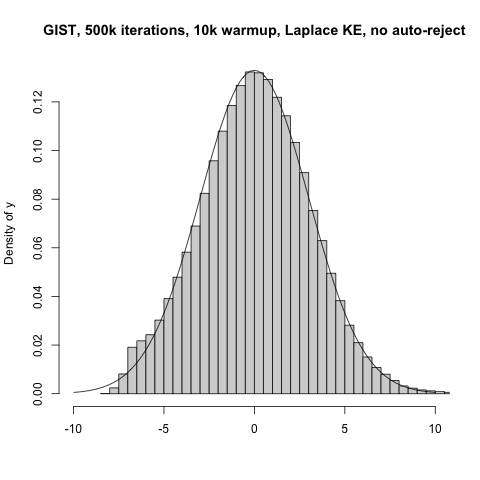 GIST, 500k iterations, 10k warmup, Laplace KE, no auto-reject
Density of y
0.12
0.10
0.08
0.06
0.04
0.02
0.00
-10 -5 0 5 10